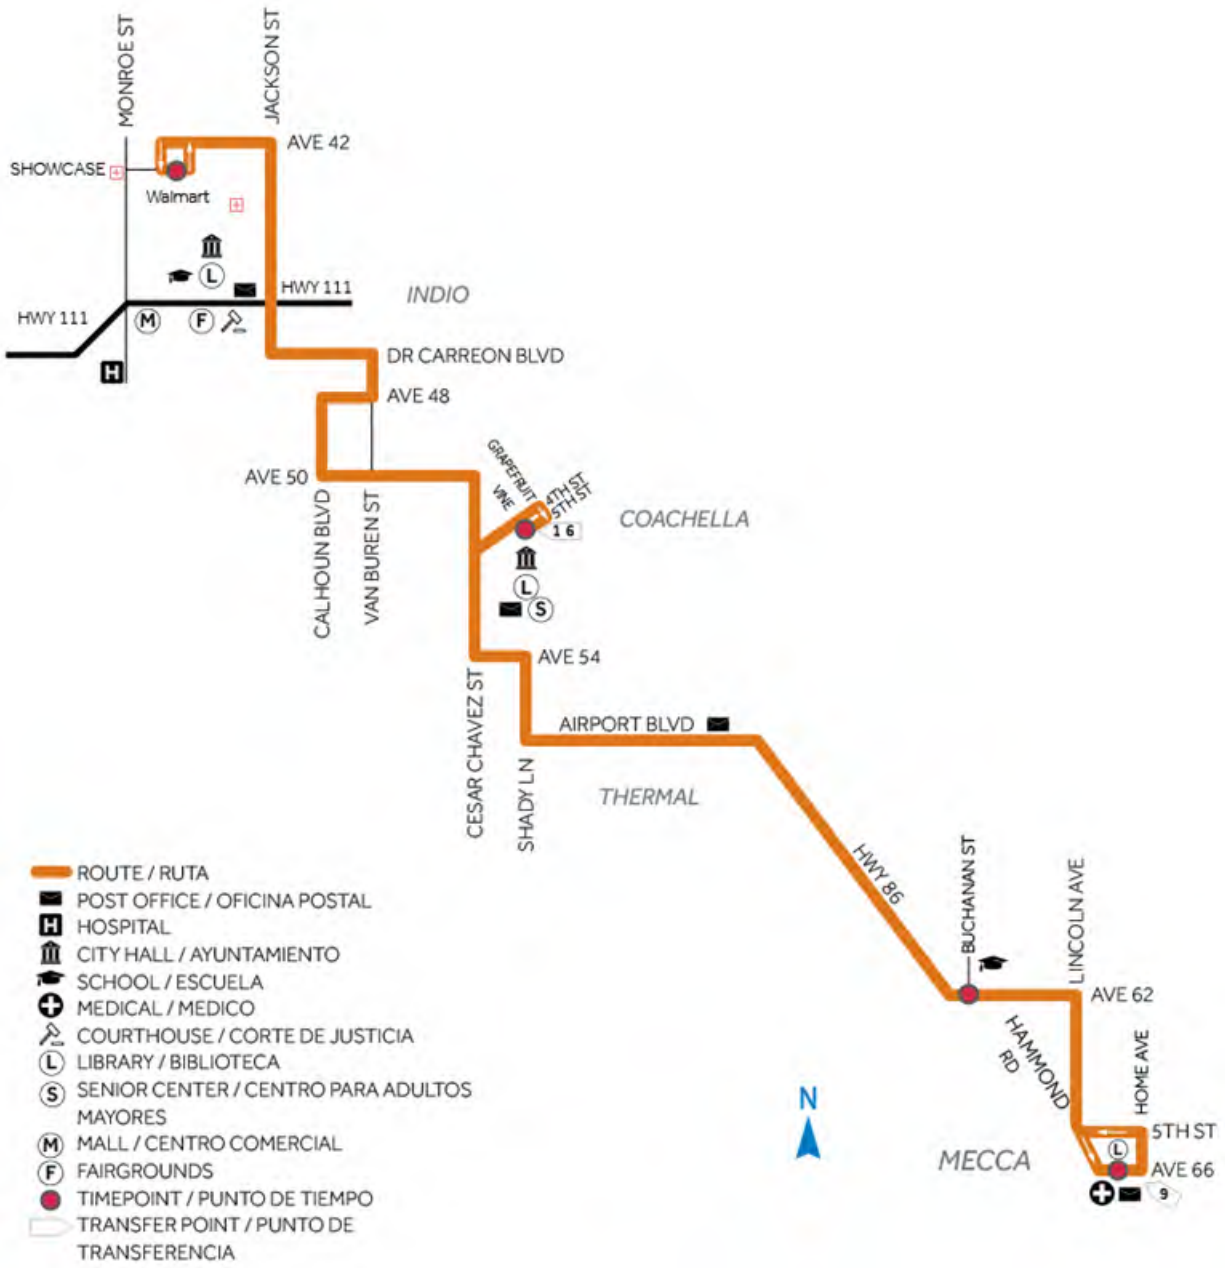 MONROE ST
JACKSON ST
AVE 42
SHOWCASE
Walmart
L
HWY 111
INDIO
HWY 111
M
F
H
DR CARREON BLVD
AVE 48
AVE 50
GRAPEFRUIT
VINE
4TH ST
5TH ST
1 6
COACHELLA
CALHOUN BLVD
VAN BUREN ST
L
S
AVE 54
CESAR CHAVEZ ST
SHADY LN
AIRPORT BLVD
THERMAL
HWY 86
BUCHANAN ST
LINCOLN AVE
AVE 62
HAMMOND
RD
HOME AVE
5TH ST
L
AVE 66
MECCA
9
N
ROUTE / RUTA
POST OFFICE / OFICINA POSTAL
H HOSPITAL
CITY HALL / AYUNTAMIENTO
SCHOOL / ESCUELA
MEDICAL / MEDICO
COURTHOUSE / CORTE DE JUSTICIA
L LIBRARY / BIBLIOTECA
S SENIOR CENTER / CENTRO PARA ADULTOS
MAYORES
M MALL / CENTRO COMERCIAL
F FAIRGROUNDS
TIMEPOINT / PUNTO DE TIEMPO
TRANSFER POINT / PUNTO DE
TRANSFERENCIA